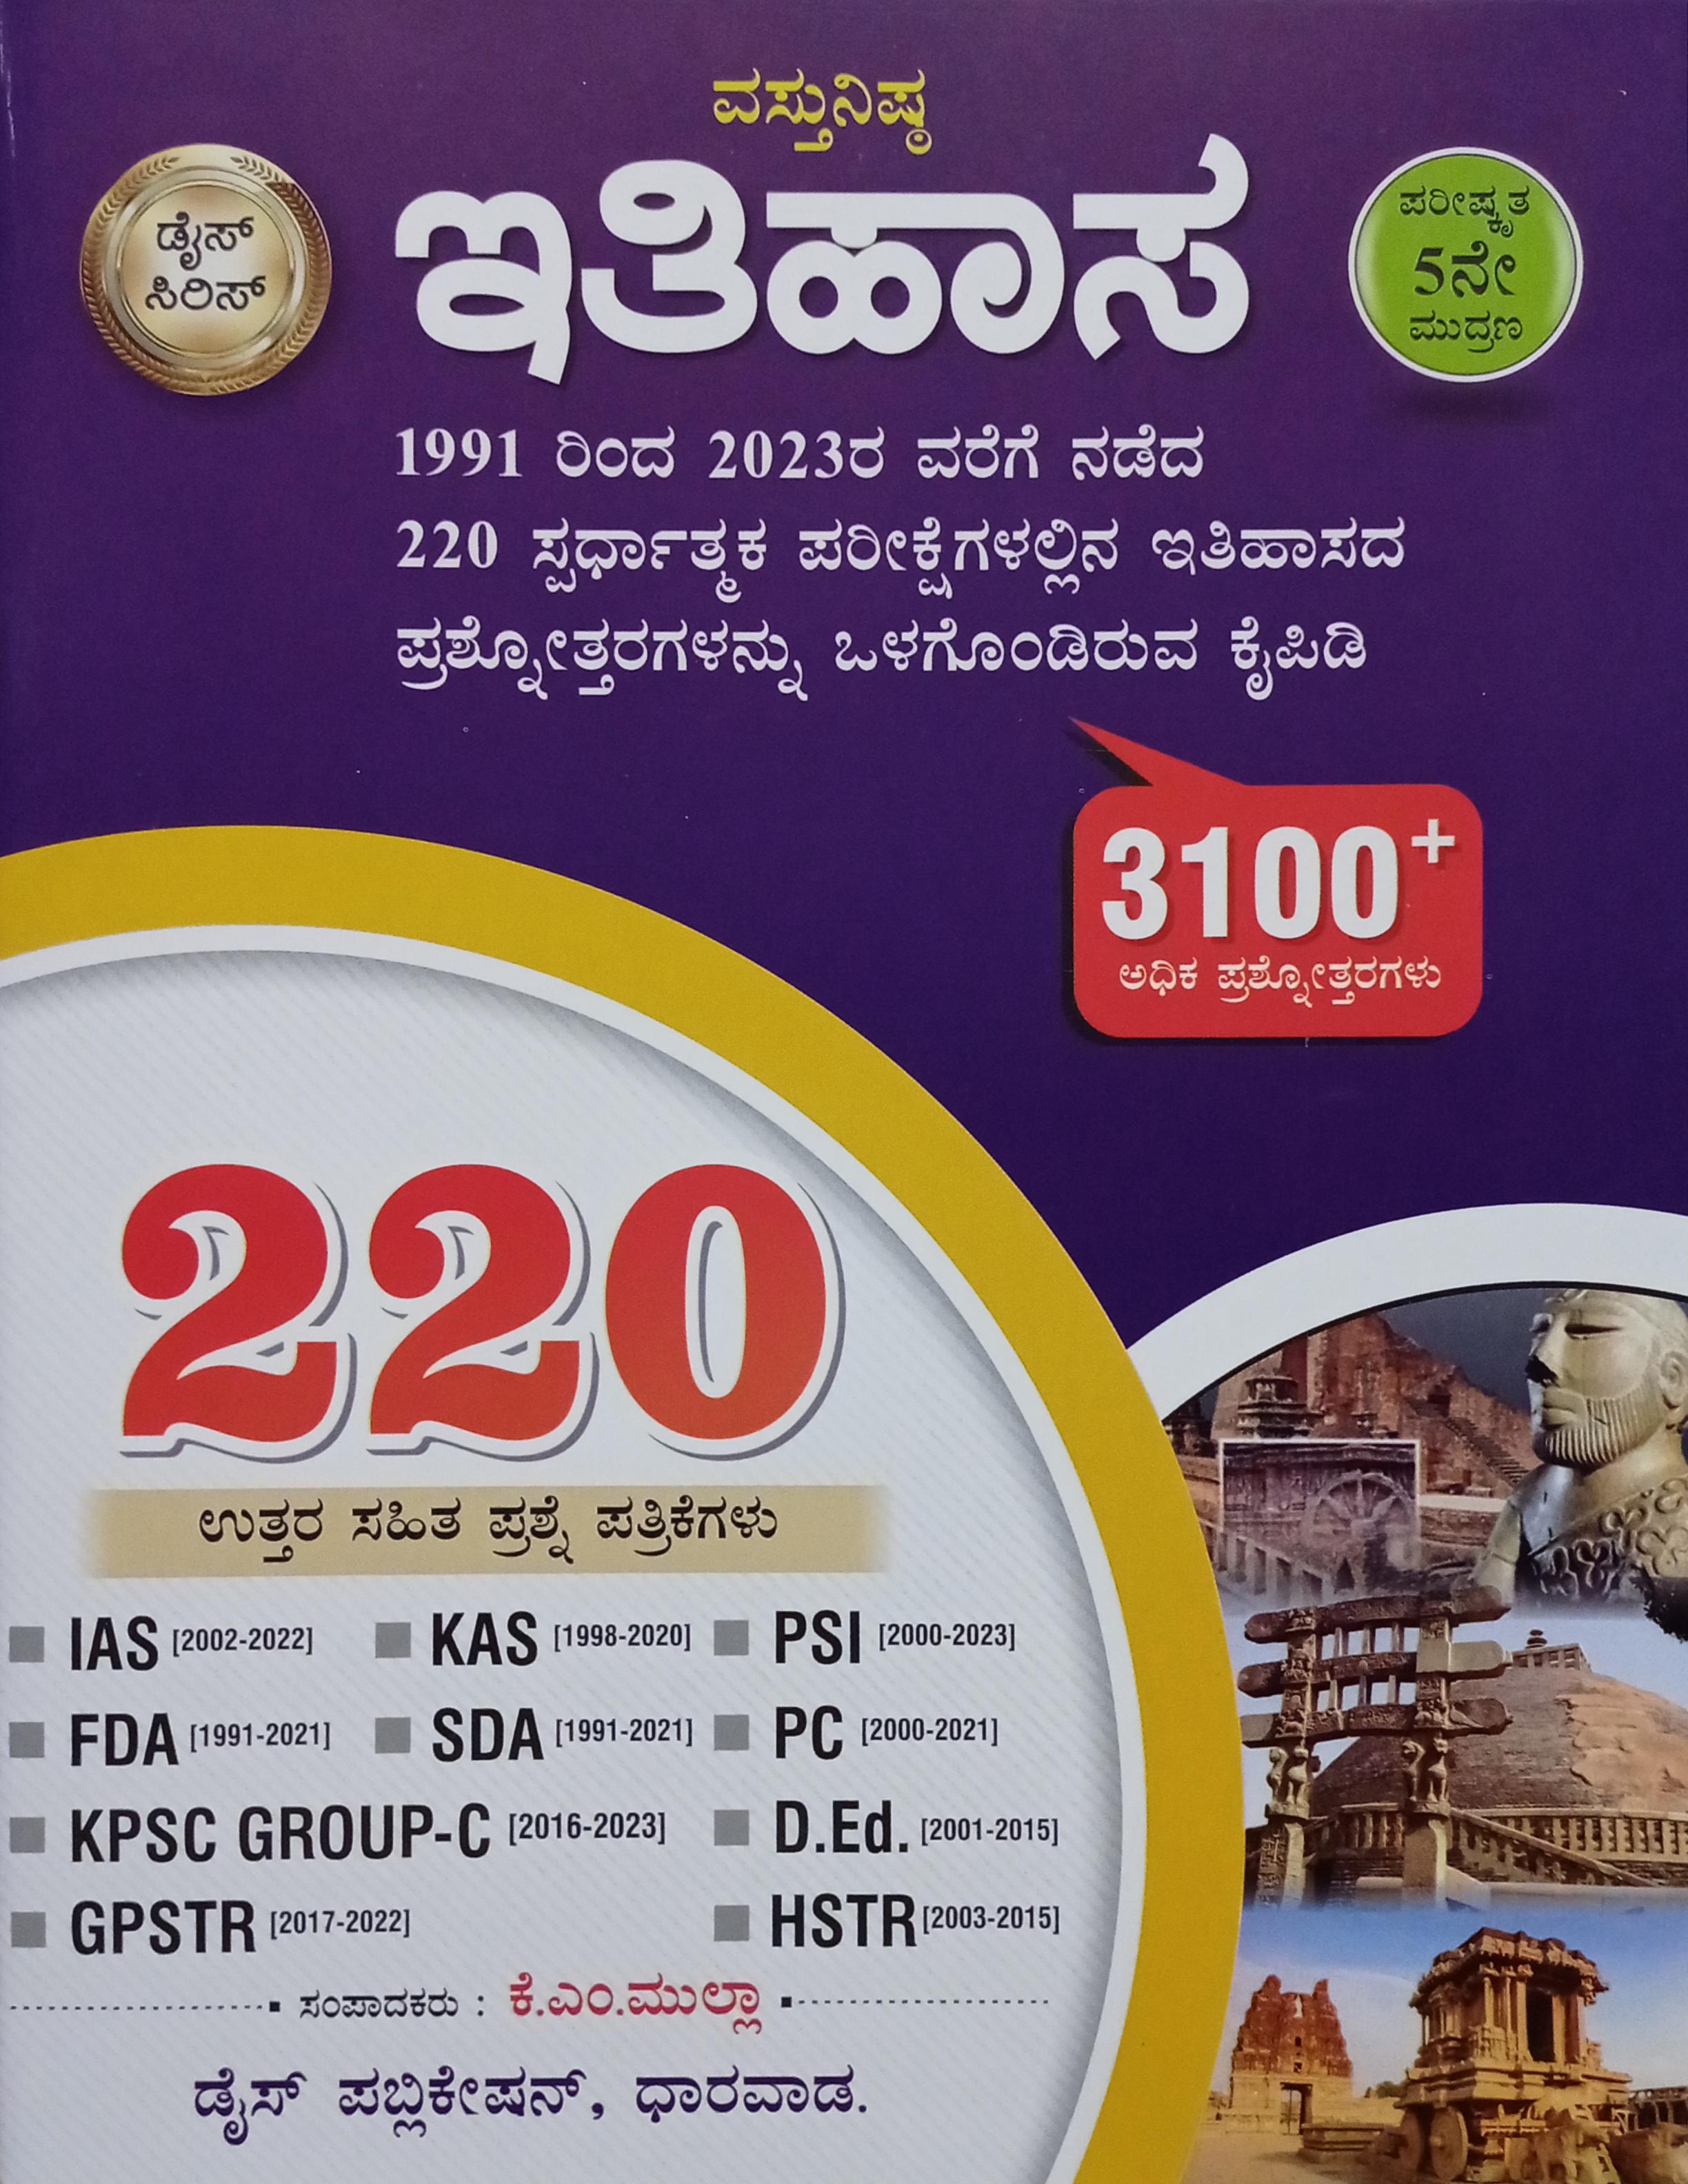 ವಸ್ತುನಿಷ್ಠ
ಇತಿಹಾಸ
ಡೈಸ್
ಸಿರಿಸ್
ಪರೀಷ್ಕೃತ
5ನೇ
ಮುದ್ರಣ
1991 ರಿಂದ 2023ರ ವರೆಗೆ ನಡೆದ
220 ಸ್ಪರ್ಧಾತ್ಮಕ ಪರೀಕ್ಷೆಗಳಲ್ಲಿನ ಇತಿಹಾಸದ
ಪ್ರಶ್ನೋತ್ತರಗಳನ್ನು ಒಳಗೊಂಡಿರುವ ಕೈಪಿಡಿ
3100+
ಅಧಿಕ ಪ್ರಶ್ನೋತ್ತರಗಳು
220
ಉತ್ತರ ಸಹಿತ ಪ್ರಶ್ನೆ ಪತ್ರಿಕೆಗಳು
IAS [2002-2022] KAS [1998-2020] PSI [2000-2023]
FDA [1991-2021] SDA [1991-2021] PC [2000-2021]
KPSC GROUP-C [2016-2023] D.Ed. [2001-2015]
GPSTR [2017-2022] HSTR [2003-2015]
ಸಂಪಾದಕರು : ಕೆ.ಎಂ.ಮುಲ್ಲಾ
ಡೈಸ್ ಪಬ್ಲಿಕೇಷನ್, ಧಾರವಾಡ.